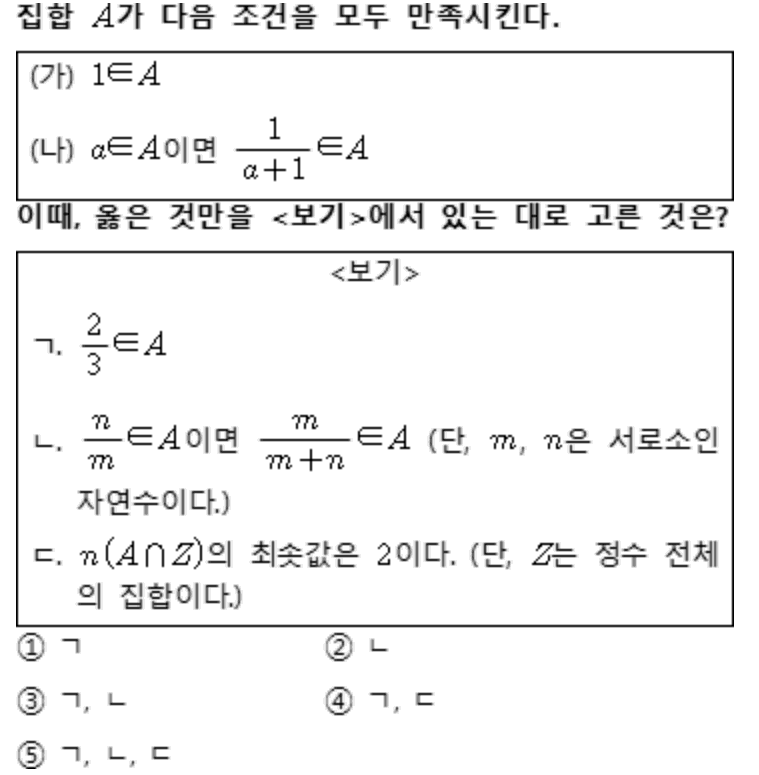 집합 A가 다음 조건을 모두 만족시킨다.
(가) 1∈A
(나) a∈A이면 \frac{1}{a+1}∈A
이때, 옳은 것만을 <보기>에서 있는 대로 고른 것은?
<보기>
ㄱ. \frac{2}{3}∈A
ㄴ. \frac{n}{m}∈A이면 \frac{m}{m+n}∈A (단, m, n은 서로소인
자연수이다.)
ㄷ. n(A∩Z)의 최솟값은 2이다. (단, Z는 정수 전체
의 집합이다.)
① ㄱ ② ㄴ
③ ㄱ, ㄴ ④ ㄱ, ㄷ
⑤ ㄱ, ㄴ, ㄷ